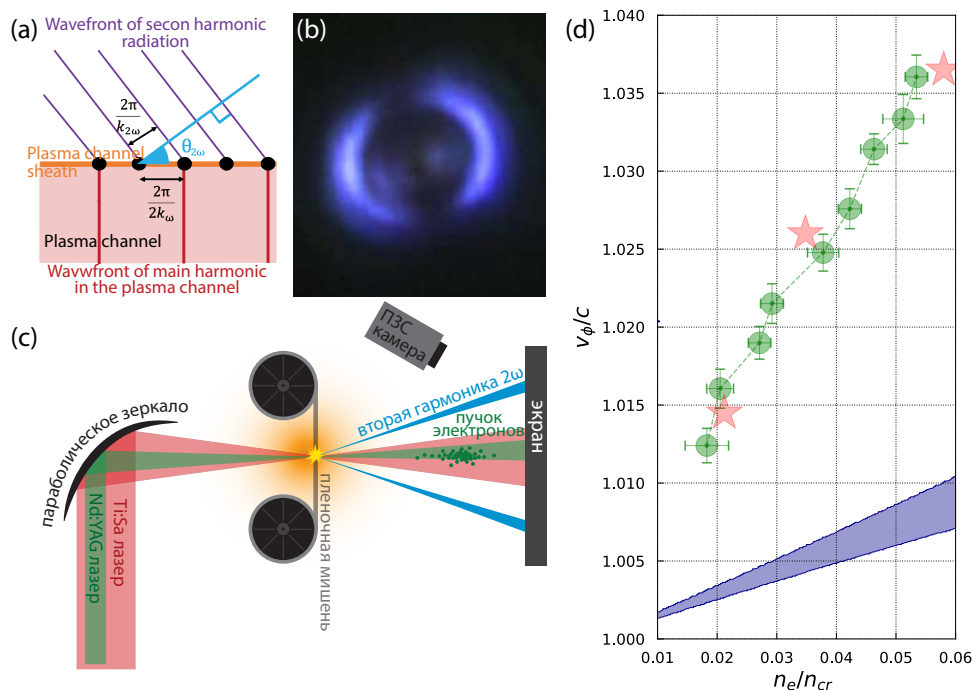 (a)
Wavefront of secon harmonic
radiation
2π
k₂ω
θ₂ω
Plasma channel
sheath
2π
2kω
Plasma channel
Wavwfront of main harmonic
in the plasma channel
(b)
(c)
параболическое зеркало
Nd:YAG лазер
Ti:Sa лазер
пленочная мишень
ПЗС
камера
вторая гармоника 2ω
пучок
электронов
экран
(d)
1.040
1.035
1.030
1.025
1.020
1.015
1.010
1.005
1.000
vϕ/c
0.01
0.02
0.03
0.04
0.05
0.06
nₑ/n_cr